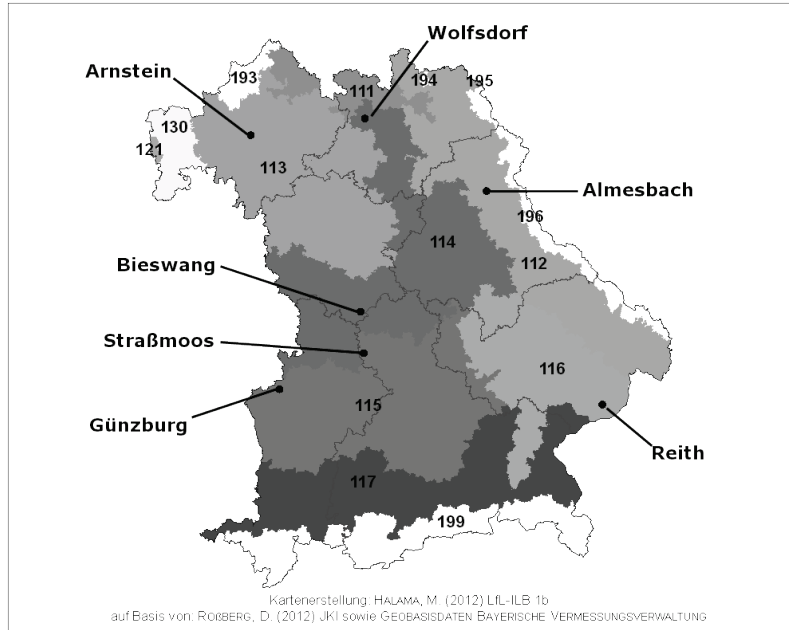 Wolfsdorf
Arnstein
193
111
194
195
130
121
113
Almesbach
196
114
Bieswang
112
Straßmoos
116
115
Günzburg
Reith
117
199
Kartenerstellung: Halama, M. (2012) LfL-ILB 1b
auf Basis von: Roßberg, D. (2012) JKI sowie Geobasisdaten Bayerische Vermessungsverwaltung